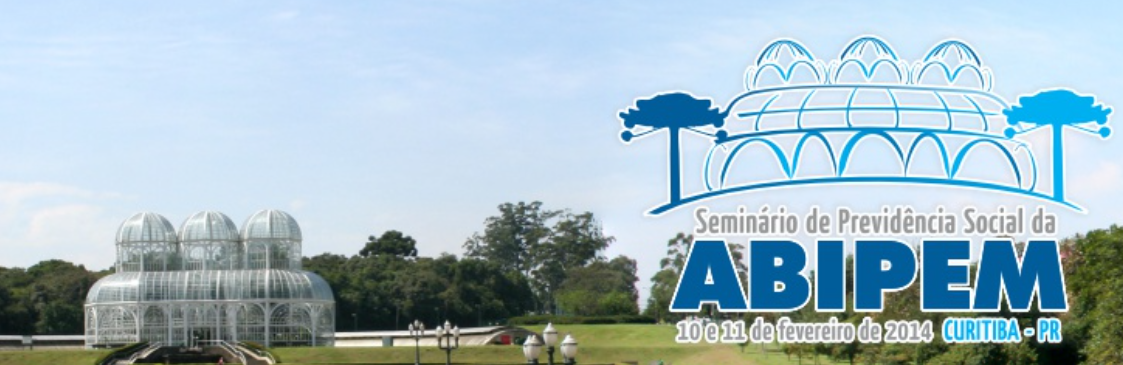 Seminário de Previdência Social da
ABIPEM
10 e 11 de fevereiro de 2014 CURITIBA - PR